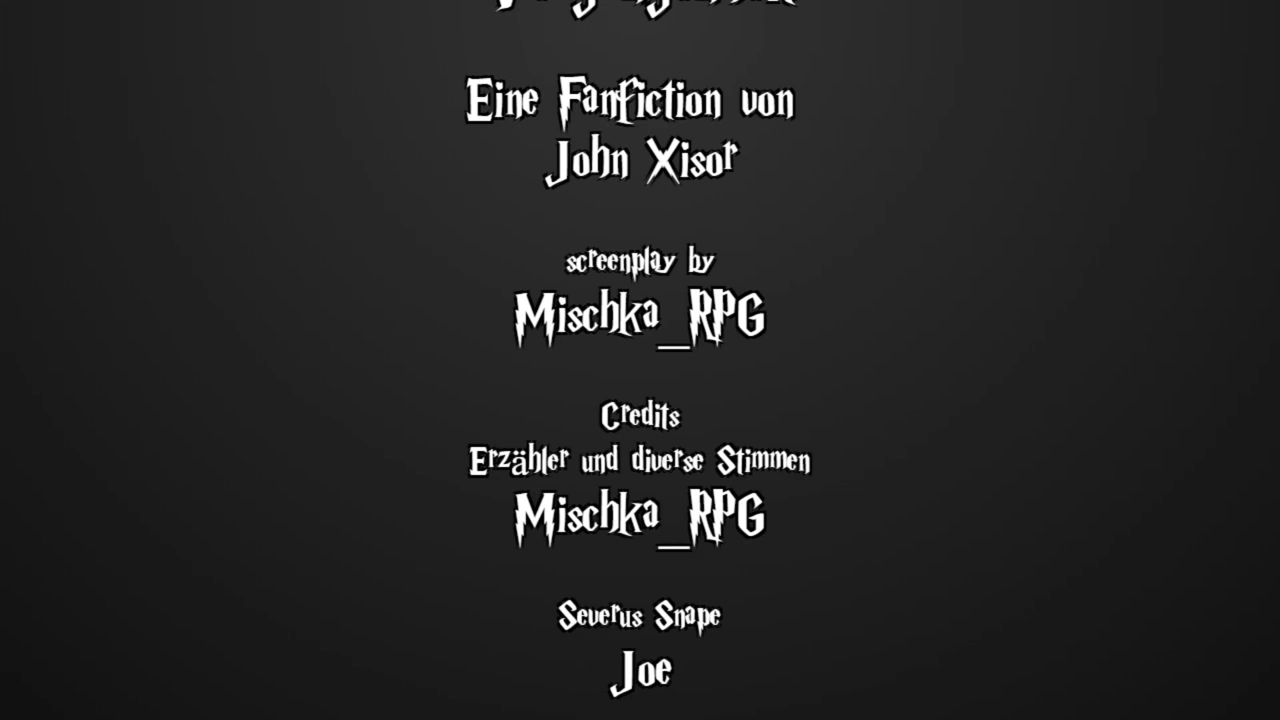 Eine Fanfiction von
John Xisor
screenplay by
Mischka_RPG
Credits
Erzähler und diverse Stimmen
Mischka_RPG
Severus Snape
Joe